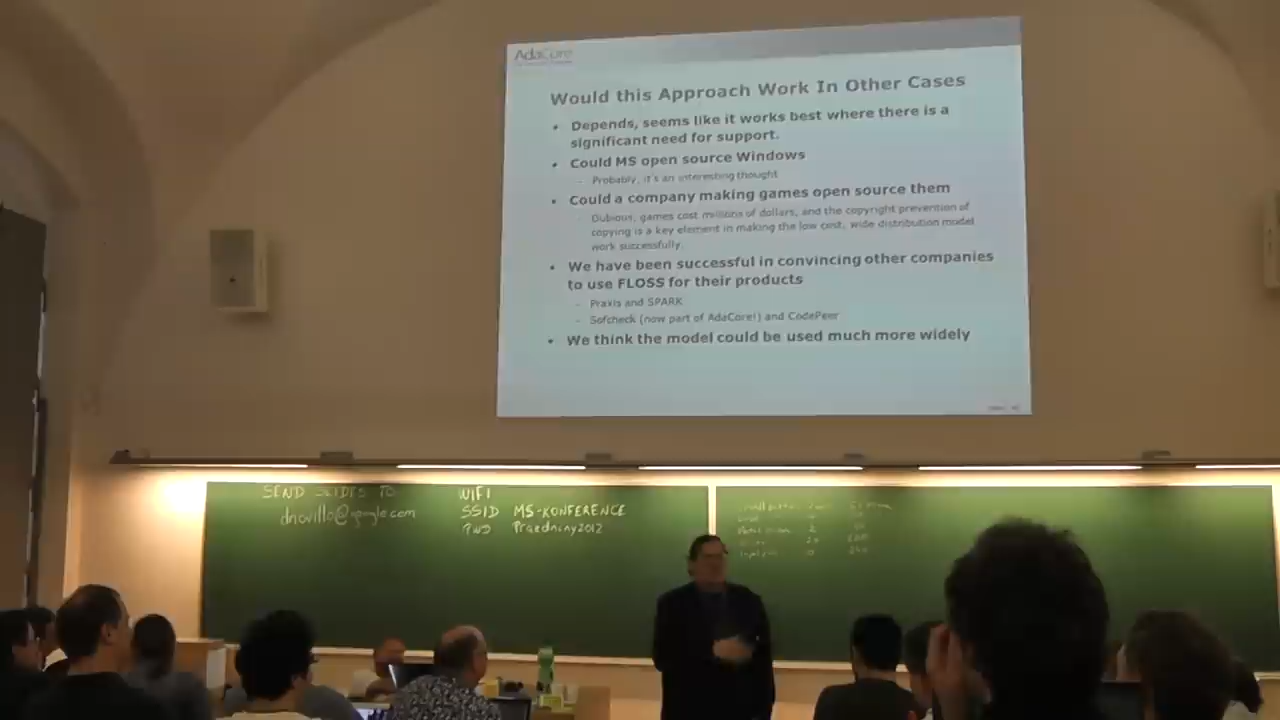 AdaCore
Would this Approach Work In Other Cases
• Depends, seems like it works best where there is a
significant need for support.
• Could MS open source Windows
- Probably, it's an interesting thought
• Could a company making games open source them
- Dubious, games cost millions of dollars, and the copyright prevention of
copying is a key element in making the low cost, wide distribution model
work successfully.
• We have been successful in convincing other companies
to use FLOSS for their products
- Praxis and SPARK
- Sofcheck (now part of AdaCore!) and CodePeer
• We think the model could be used much more widely
SEND SLIDES TO
dnovillo@google.com
WIFI
SSID MS-KONFERENCE
PWD Prazdniny2012